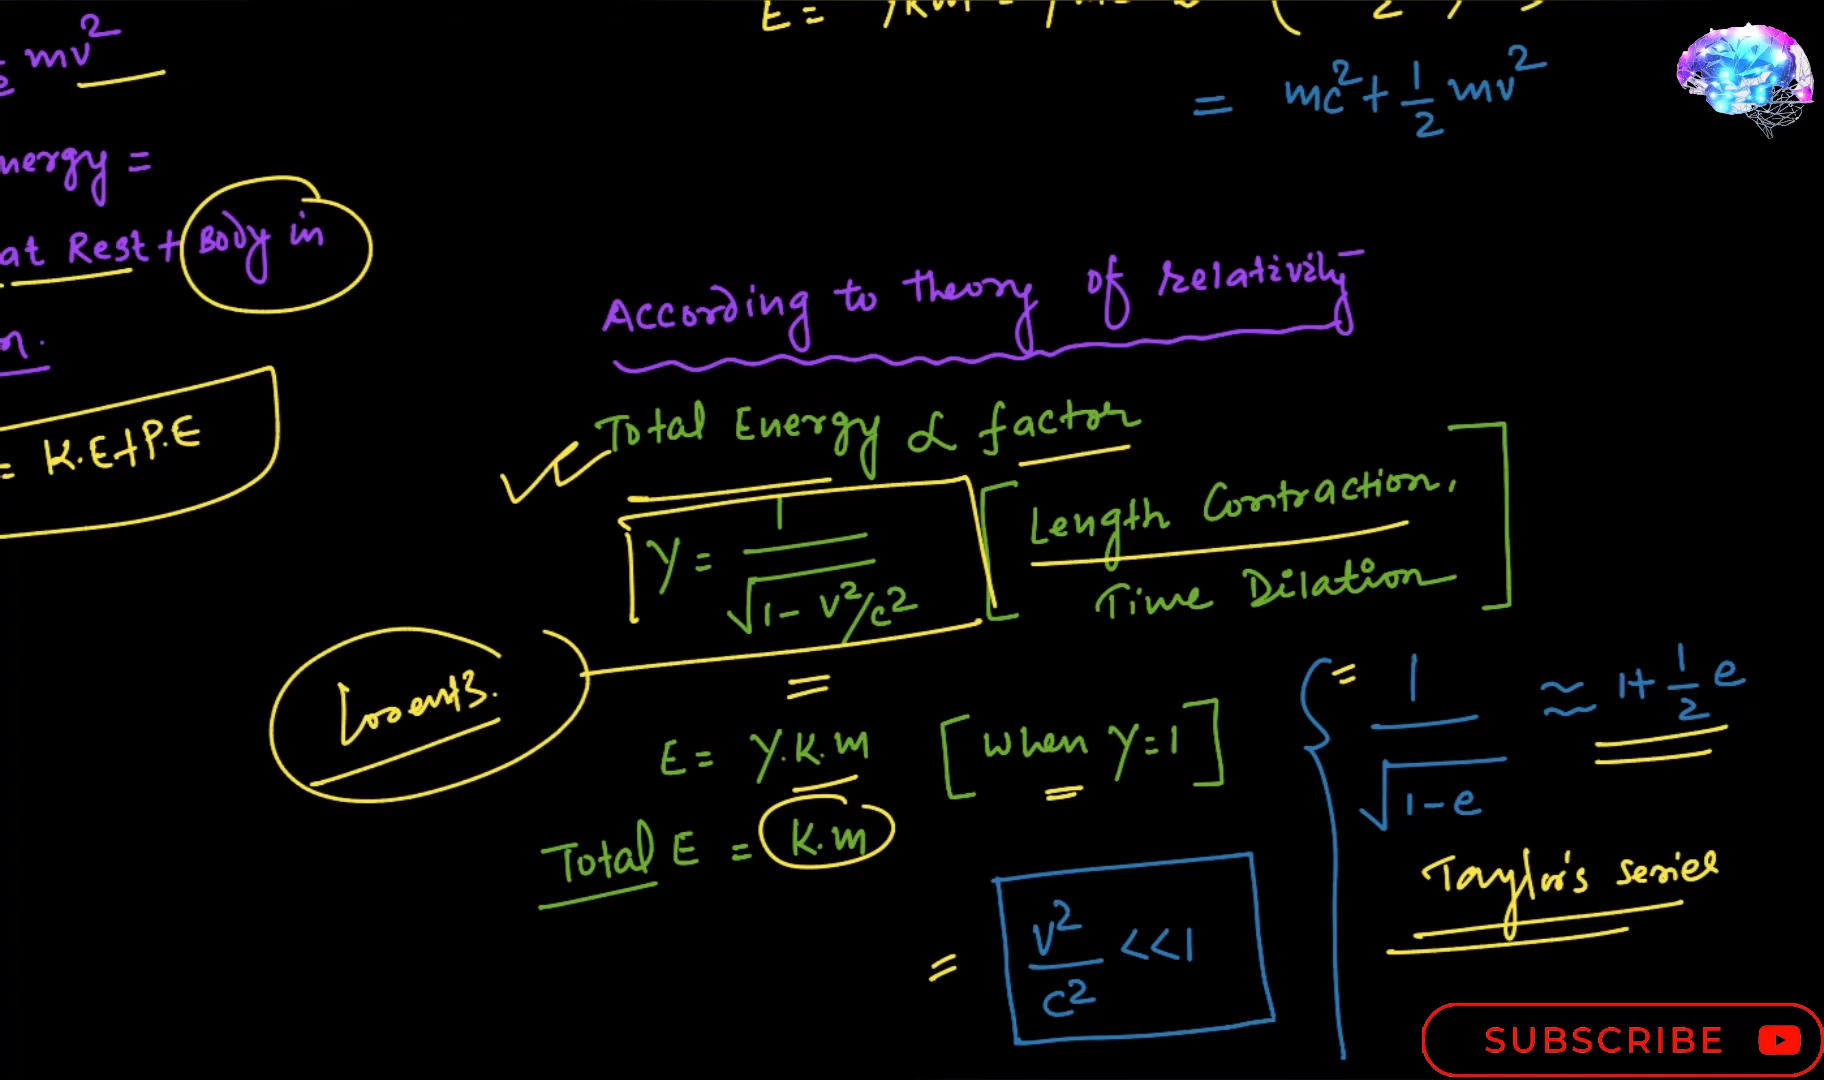 mv²
= mc² + 1/2 mv²
nergy =
at Rest + Body in
n.
= K.E + P.E
According to theory of relativity
Total Energy ∝ factor
γ = 1/√1 - v²/c² [Length Contraction,
Time Dilation]
Lorentz.
E = γ.K.m [when γ = 1]
Total E = K.m
= v²/c² << 1
= 1/√1-e ≈ 1 + 1/2 e
Taylor's series
SUBSCRIBE